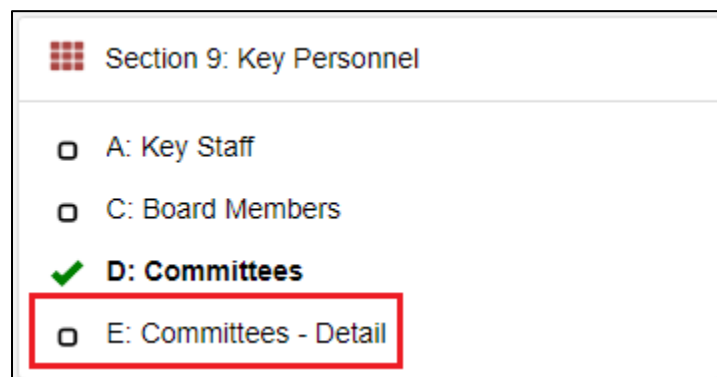 Section 9: Key Personnel
A: Key Staff
C: Board Members
D: Committees
E: Committees - Detail